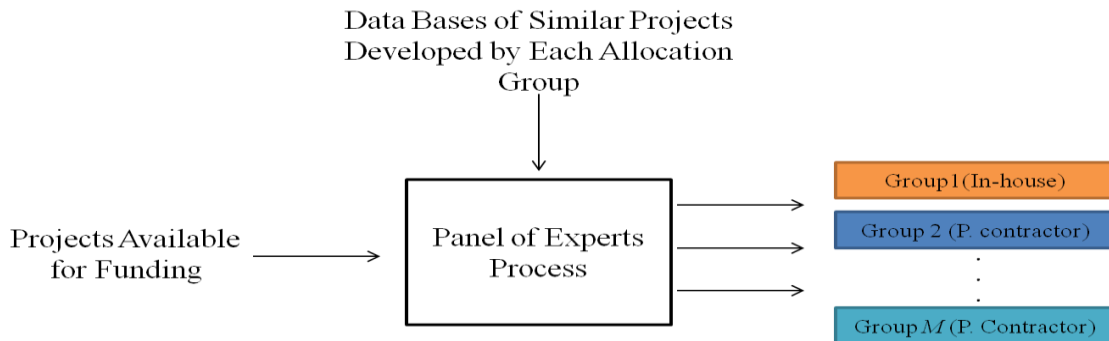 Data Bases of Similar Projects
Developed by Each Allocation
Group
Projects Available
for Funding
Panel of Experts
Process
Group1(In-house)
Group 2 (P. contractor)
Group M (P. Contractor)